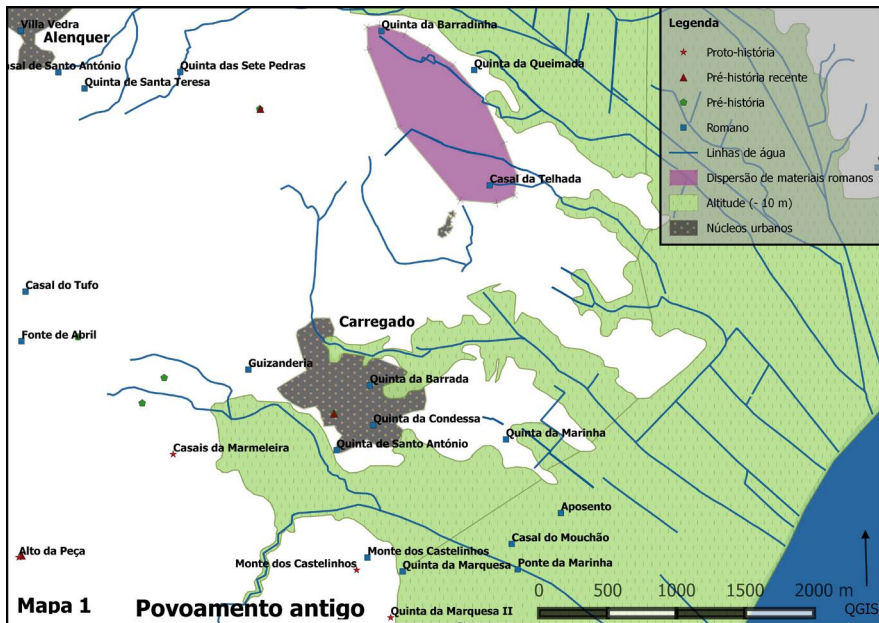 Villa Vedra
Alenquer
asal de Santo António
Quinta de Santa Teresa
Quinta das Sete Pedras
Quinta da Barradinha
Quinta da Queimada
Casal da Telhada
Legenda
Proto-história
Pré-história recente
Pré-história
Romano
Linhas de água
Dispersão de materiais romanos
Altitude (- 10 m)
Núcleos urbanos
Casal do Tufo
Fonte de Abril
Carregado
Guizanderia
Quinta da Barrada
Quinta da Condessa
Quinta de Santo António
Quinta da Marinha
Casais da Marmeleira
Aposento
Casal do Mouchão
Alto da Peça
Monte dos Castelinhos
Monte dos Castelinhos
Quinta da Marquesa
Ponte da Marinha
Quinta da Marquesa II
Mapa 1
Povoamento antigo
0 500 1000 1500 2000 m
QGIS